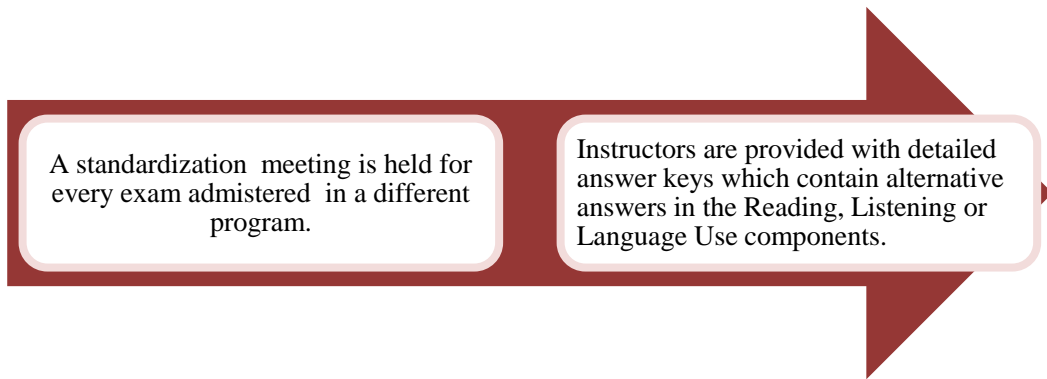 A standardization  meeting is held for
every exam admistered  in a different
program.
Instructors are provided with detailed
answer keys which contain alternative
answers in the Reading, Listening or
Language Use components.